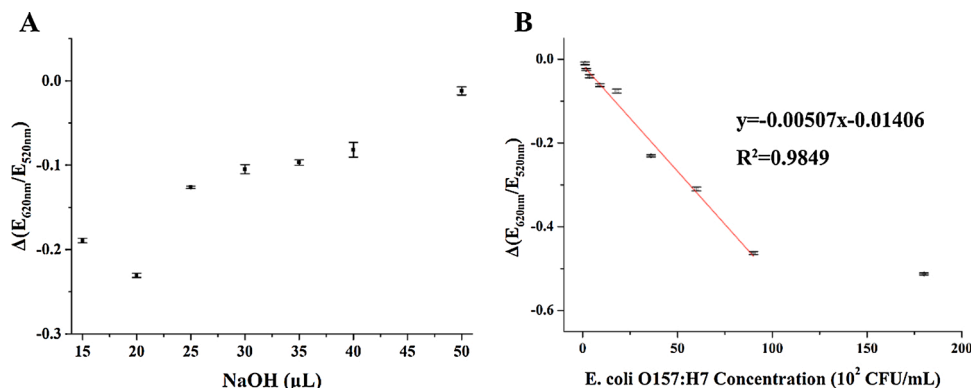 A
Δ(E620nm/E520nm)
0.0
-0.1
-0.2
-0.3
15 20 25 30 35 40 45 50
NaOH (μL)
B
Δ(E620nm/E520nm)
0.0
-0.2
-0.4
-0.6
y=-0.00507x-0.01406
R²=0.9849
0 50 100 150 200
E. coli O157:H7 Concentration (10² CFU/mL)